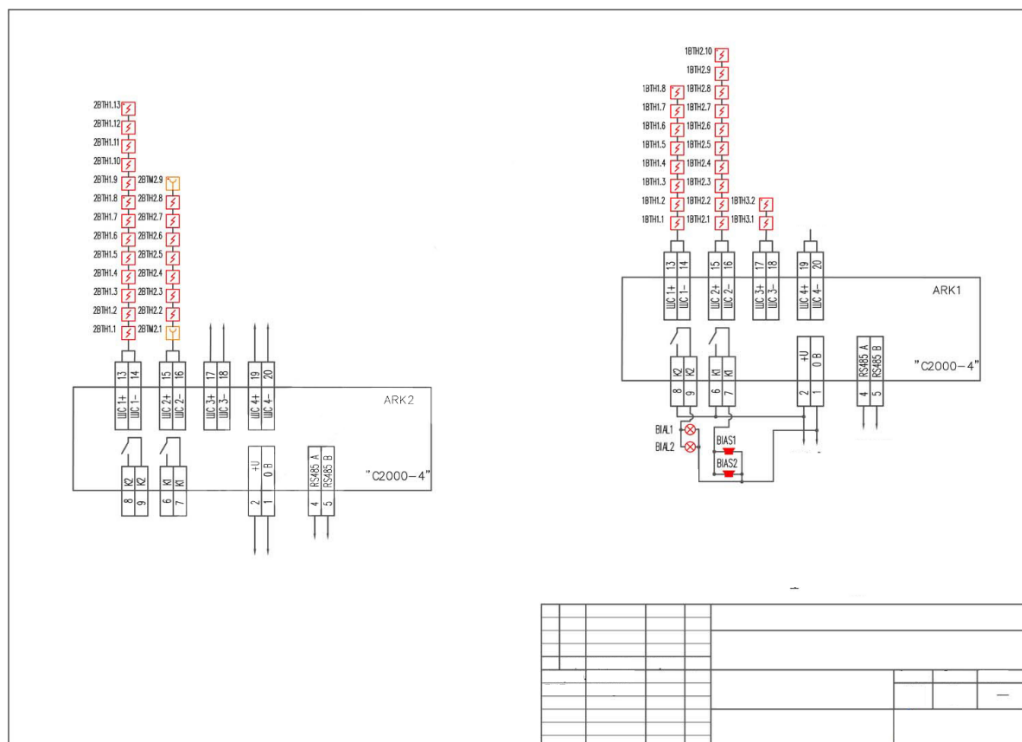 2BTH1.13
2BTH1.12
2BTH1.11
2BTH1.10
2BTH1.9
2BTH1.8
2BTH1.7
2BTH1.6
2BTH1.5
2BTH1.4
2BTH1.3
2BTH1.2
2BTH1.1
2BTM2.9
2BTH2.8
2BTH2.7
2BTH2.6
2BTH2.5
2BTH2.4
2BTH2.3
2BTH2.2
2BTM2.1
13 14 15 16 17 18 19 20
ШС 1+ ШС 1- ШС 2+ ШС 2- ШС 3+ ШС 3- ШС 4+ ШС 4-
ARK2
"С2000-4"
K2 K2 K1 K1 +U 0 B RS485 A RS485 B
8 9 6 7 2 1 4 5
1BTH1.8
1BTH1.7
1BTH1.6
1BTH1.5
1BTH1.4
1BTH1.3
1BTH1.2
1BTH1.1
1BTH2.10
1BTH2.9
1BTH2.8
1BTH2.7
1BTH2.6
1BTH2.5
1BTH2.4
1BTH2.3
1BTH2.2
1BTH2.1
1BTH3.2
1BTH3.1
13 14 15 16 17 18 19 20
ШС 1+ ШС 1- ШС 2+ ШС 2- ШС 3+ ШС 3- ШС 4+ ШС 4-
ARK1
"С2000-4"
K2 K2 K1 K1 +U 0 B RS485 A RS485 B
8 9 6 7 2 1 4 5
BIAL1
BIAL2
BIAS1
BIAS2